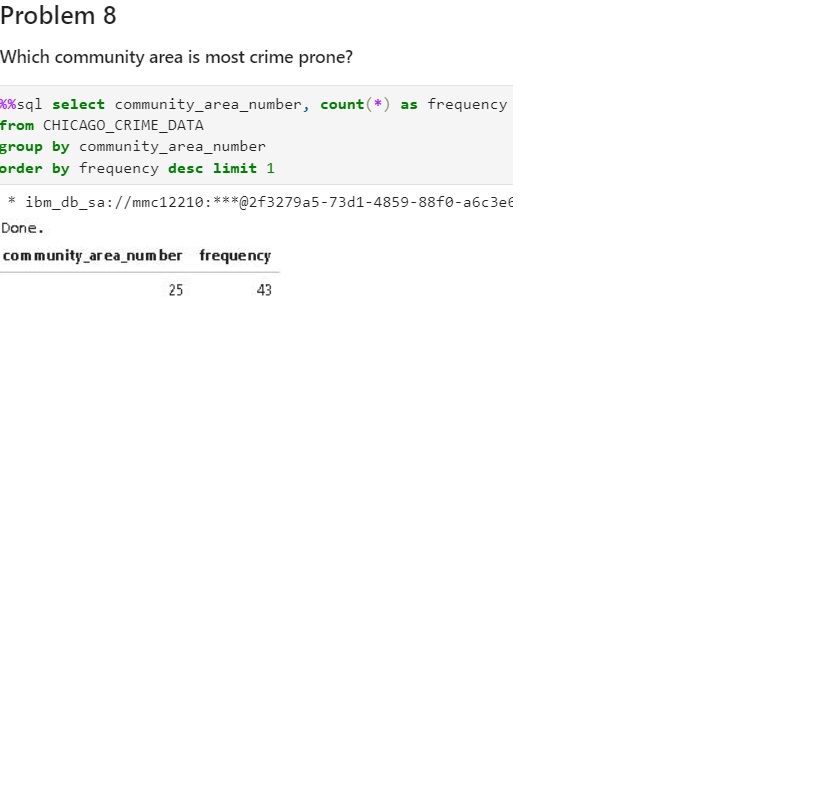 Problem 8
Which community area is most crime prone?
%%sql select community_area_number, count(*) as frequency
from CHICAGO_CRIME_DATA
group by community_area_number
order by frequency desc limit 1
* ibm_db_sa://mmc12210:***@2f3279a5-73d1-4859-88f0-a6c3e6
Done.
community_area_number frequency
25 43